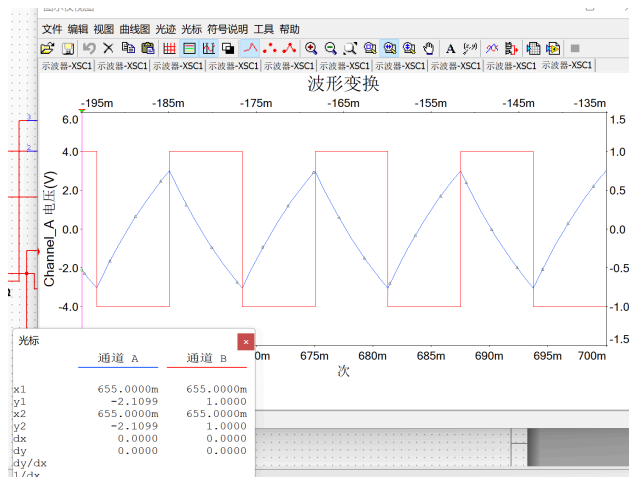 文件 编辑 视图 曲线图 光迹 光标 符号说明 工具 帮助
示波器-XSC1 示波器-XSC1 示波器-XSC1 示波器-XSC1 示波器-XSC1 示波器-XSC1 示波器-XSC1 示波器-XSC1 示波器-XSC1 示波器-XSC1
波形变换
-195m -185m -175m -165m -155m -145m -135m
6.0 1.5
4.0 1.0
2.0 0.5
0.0 0.0
-2.0 -0.5
-4.0 -1.0
-1.5
Channel_A 电压(V)
675m 680m 685m 690m 695m 700m
次
光标
通道 A 通道 B
x1 655.0000m 655.0000m
y1 -2.1099 1.0000
x2 655.0000m 655.0000m
y2 -2.1099 1.0000
dx 0.0000 0.0000
dy 0.0000 0.0000
dy/dx
1/dx